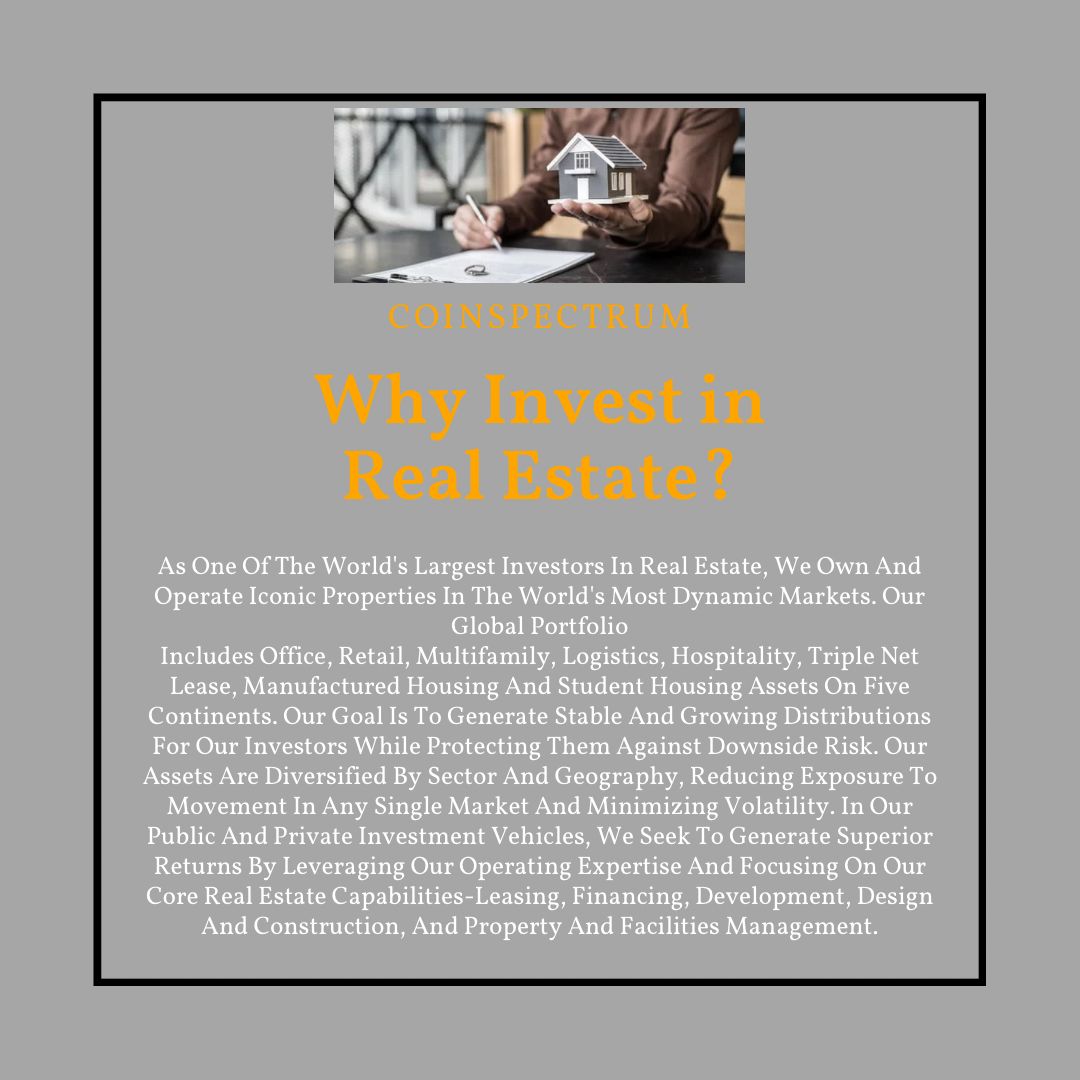 COINSPECTRUM
Why Invest in
Real Estate?
As One Of The World's Largest Investors In Real Estate, We Own And
Operate Iconic Properties In The World's Most Dynamic Markets. Our
Global Portfolio
Includes Office, Retail, Multifamily, Logistics, Hospitality, Triple Net
Lease, Manufactured Housing And Student Housing Assets On Five
Continents. Our Goal Is To Generate Stable And Growing Distributions
For Our Investors While Protecting Them Against Downside Risk. Our
Assets Are Diversified By Sector And Geography, Reducing Exposure To
Movement In Any Single Market And Minimizing Volatility. In Our
Public And Private Investment Vehicles, We Seek To Generate Superior
Returns By Leveraging Our Operating Expertise And Focusing On Our
Core Real Estate Capabilities-Leasing, Financing, Development, Design
And Construction, And Property And Facilities Management.